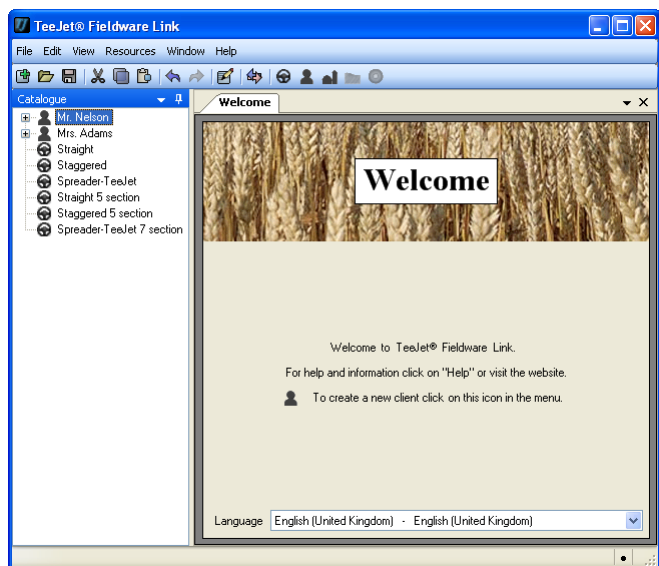 TeeJet® Fieldware Link
File Edit View Resources Window Help
Catalogue
Mr. Nelson
Mrs. Adams
Straight
Staggered
Spreader-TeeJet
Straight 5 section
Staggered 5 section
Spreader-TeeJet 7 section
Welcome
Welcome
Welcome to TeeJet® Fieldware Link.
For help and information click on "Help" or visit the website.
To create a new client click on this icon in the menu.
Language English (United Kingdom) - English (United Kingdom)